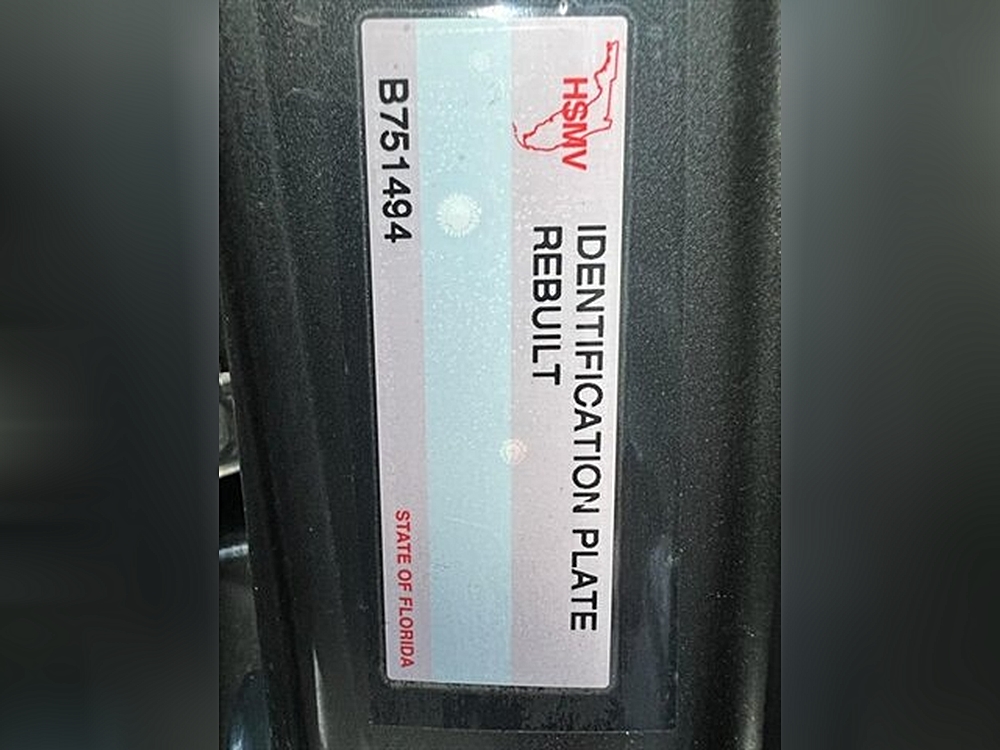 HSMV
IDENTIFICATION PLATE
REBUILT
B751494
STATE OF FLORIDA